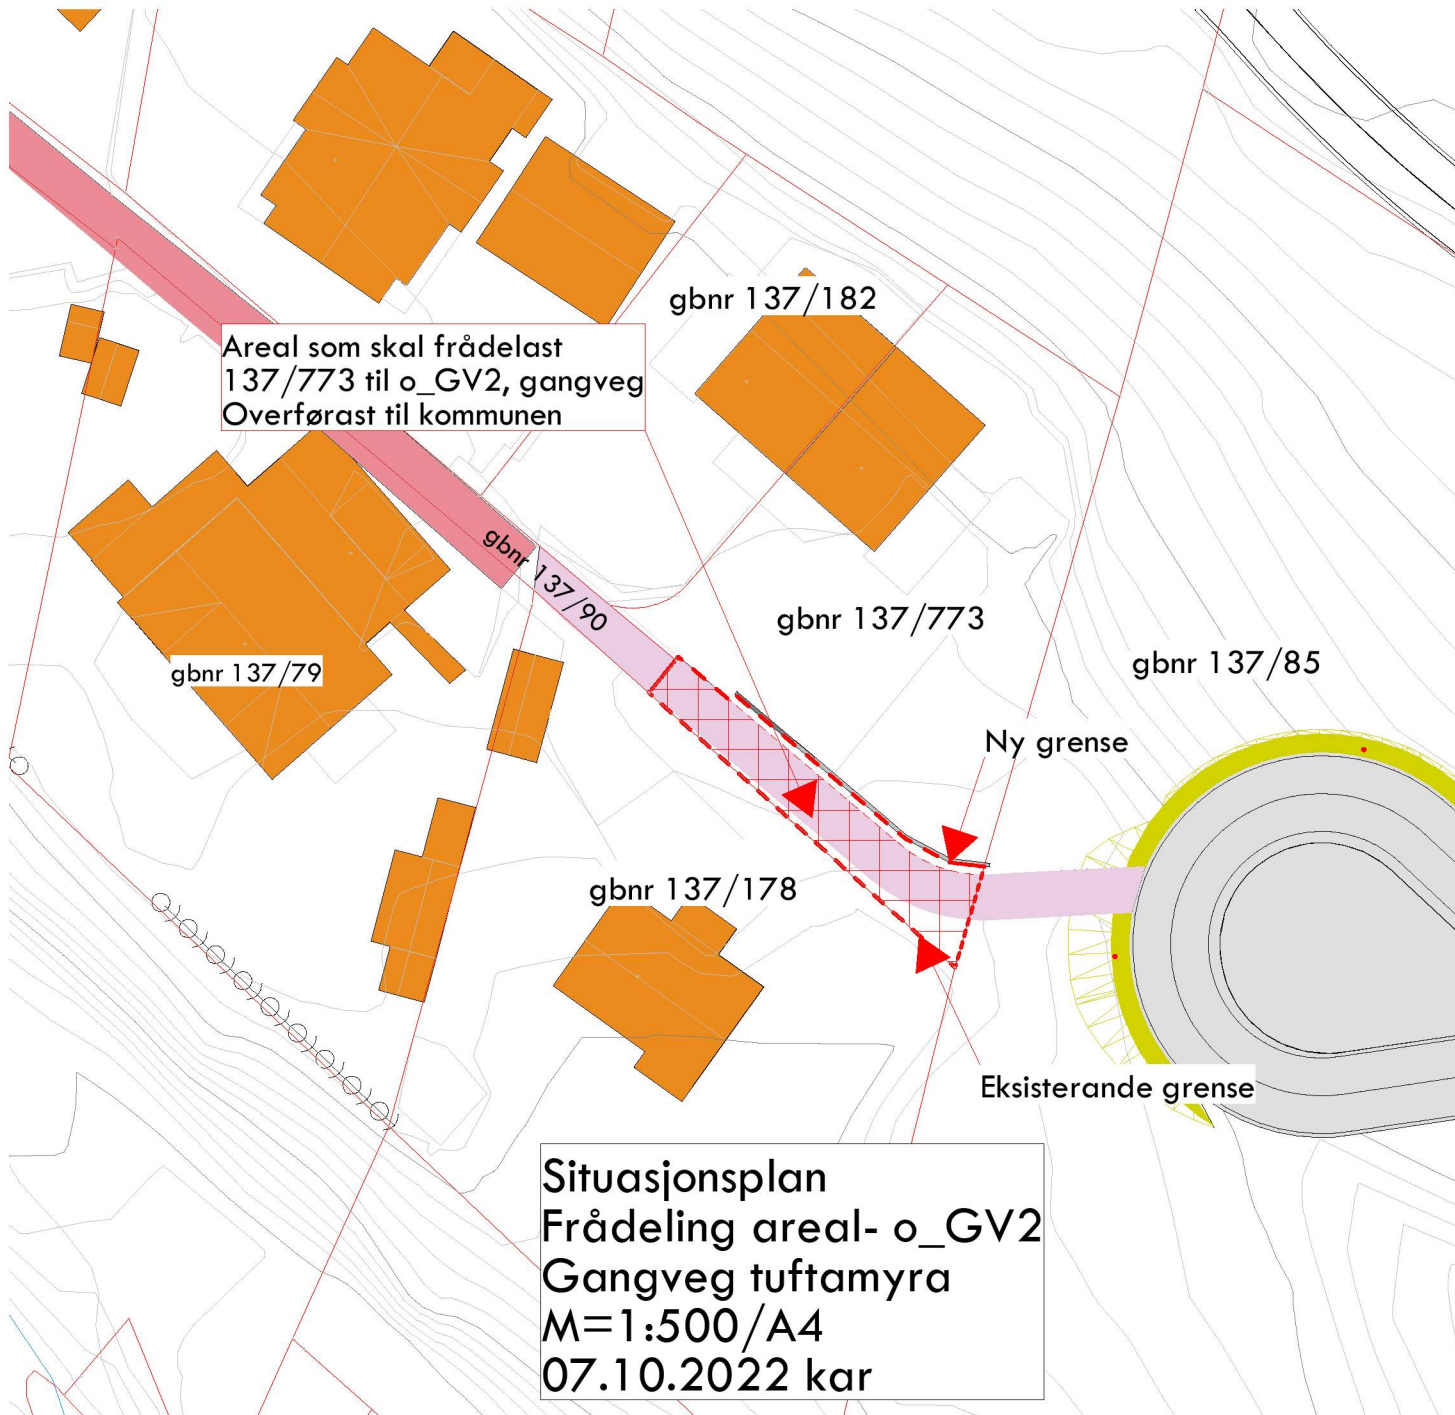 gbnr 137/182
Areal som skal frådelast
137/773 til o_GV2, gangveg
Overførast til kommunen
gbnr 137/90
gbnr 137/773
gbnr 137/79
gbnr 137/85
Ny grense
gbnr 137/178
Eksisterande grense
Situasjonsplan
Frådeling areal- o_GV2
Gangveg tuftamyra
M=1:500/A4
07.10.2022 kar